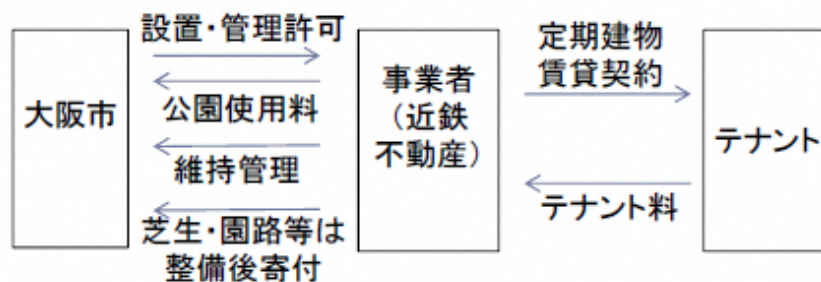 大阪市
設置・管理許可
公園使用料
維持管理
芝生・園路等は
整備後寄付
事業者
（近鉄
不動産）
定期建物
賃貸契約
テナント料
テナント